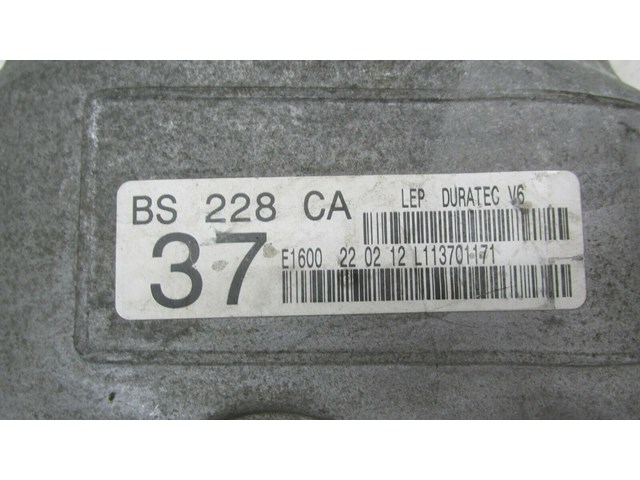 BS 228 CA
LEP DURATEC V6
37
E1600 22 02 12 L113701171